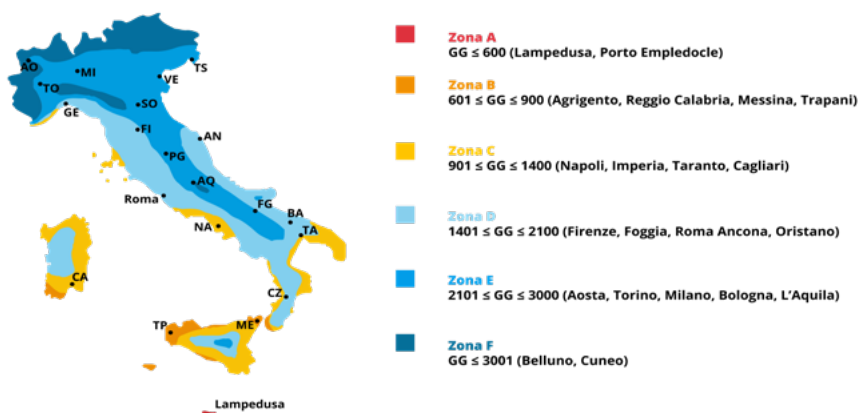 AO
MI
TS
VE
TO
SO
GE
FI
AN
PG
AQ
Roma
FG
BA
NA
TA
CA
CZ
TP
ME
Lampedusa
Zona A
GG ≤ 600 (Lampedusa, Porto Empledocle)
Zona B
601 ≤ GG ≤ 900 (Agrigento, Reggio Calabria, Messina, Trapani)
Zona C
901 ≤ GG ≤ 1400 (Napoli, Imperia, Taranto, Cagliari)
Zona D
1401 ≤ GG ≤ 2100 (Firenze, Foggia, Roma Ancona, Oristano)
Zona E
2101 ≤ GG ≤ 3000 (Aosta, Torino, Milano, Bologna, L'Aquila)
Zona F
GG ≤ 3001 (Belluno, Cuneo)